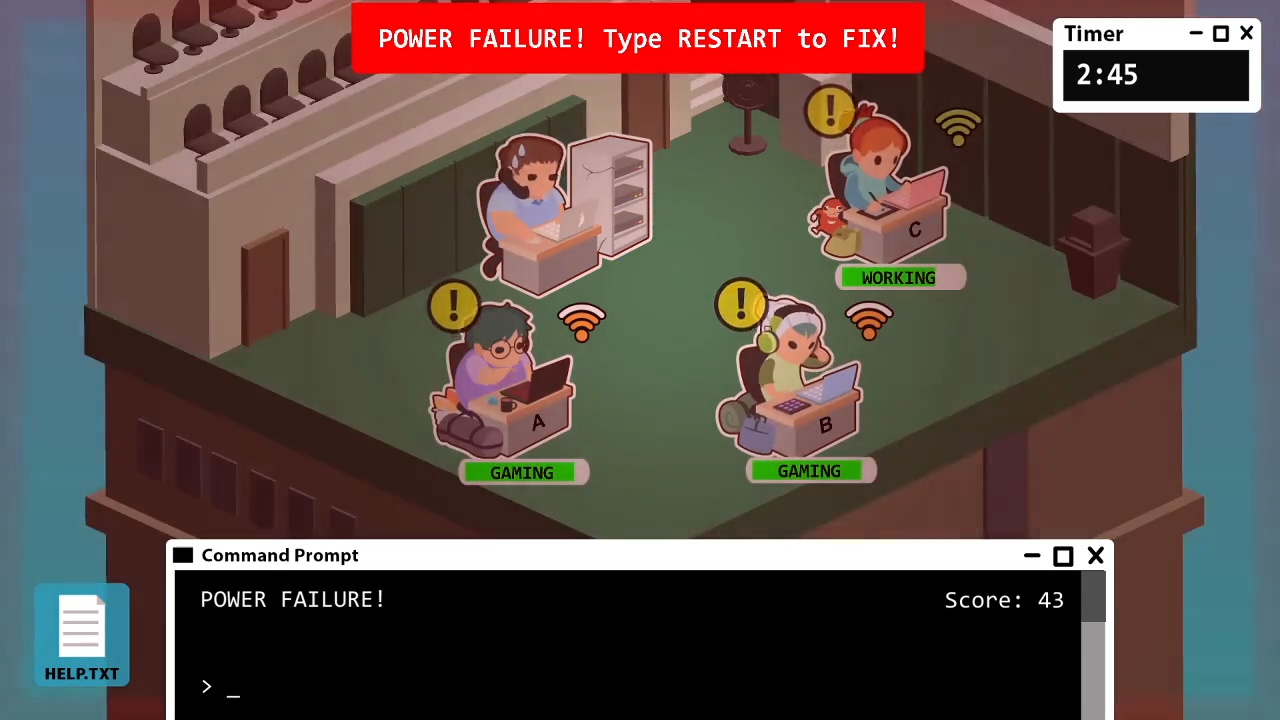 POWER FAILURE! Type RESTART to FIX!
Timer
2:45
!
C
WORKING
!
!
A
B
GAMING
GAMING
Command Prompt
POWER FAILURE!
Score: 43
> _
HELP.TXT